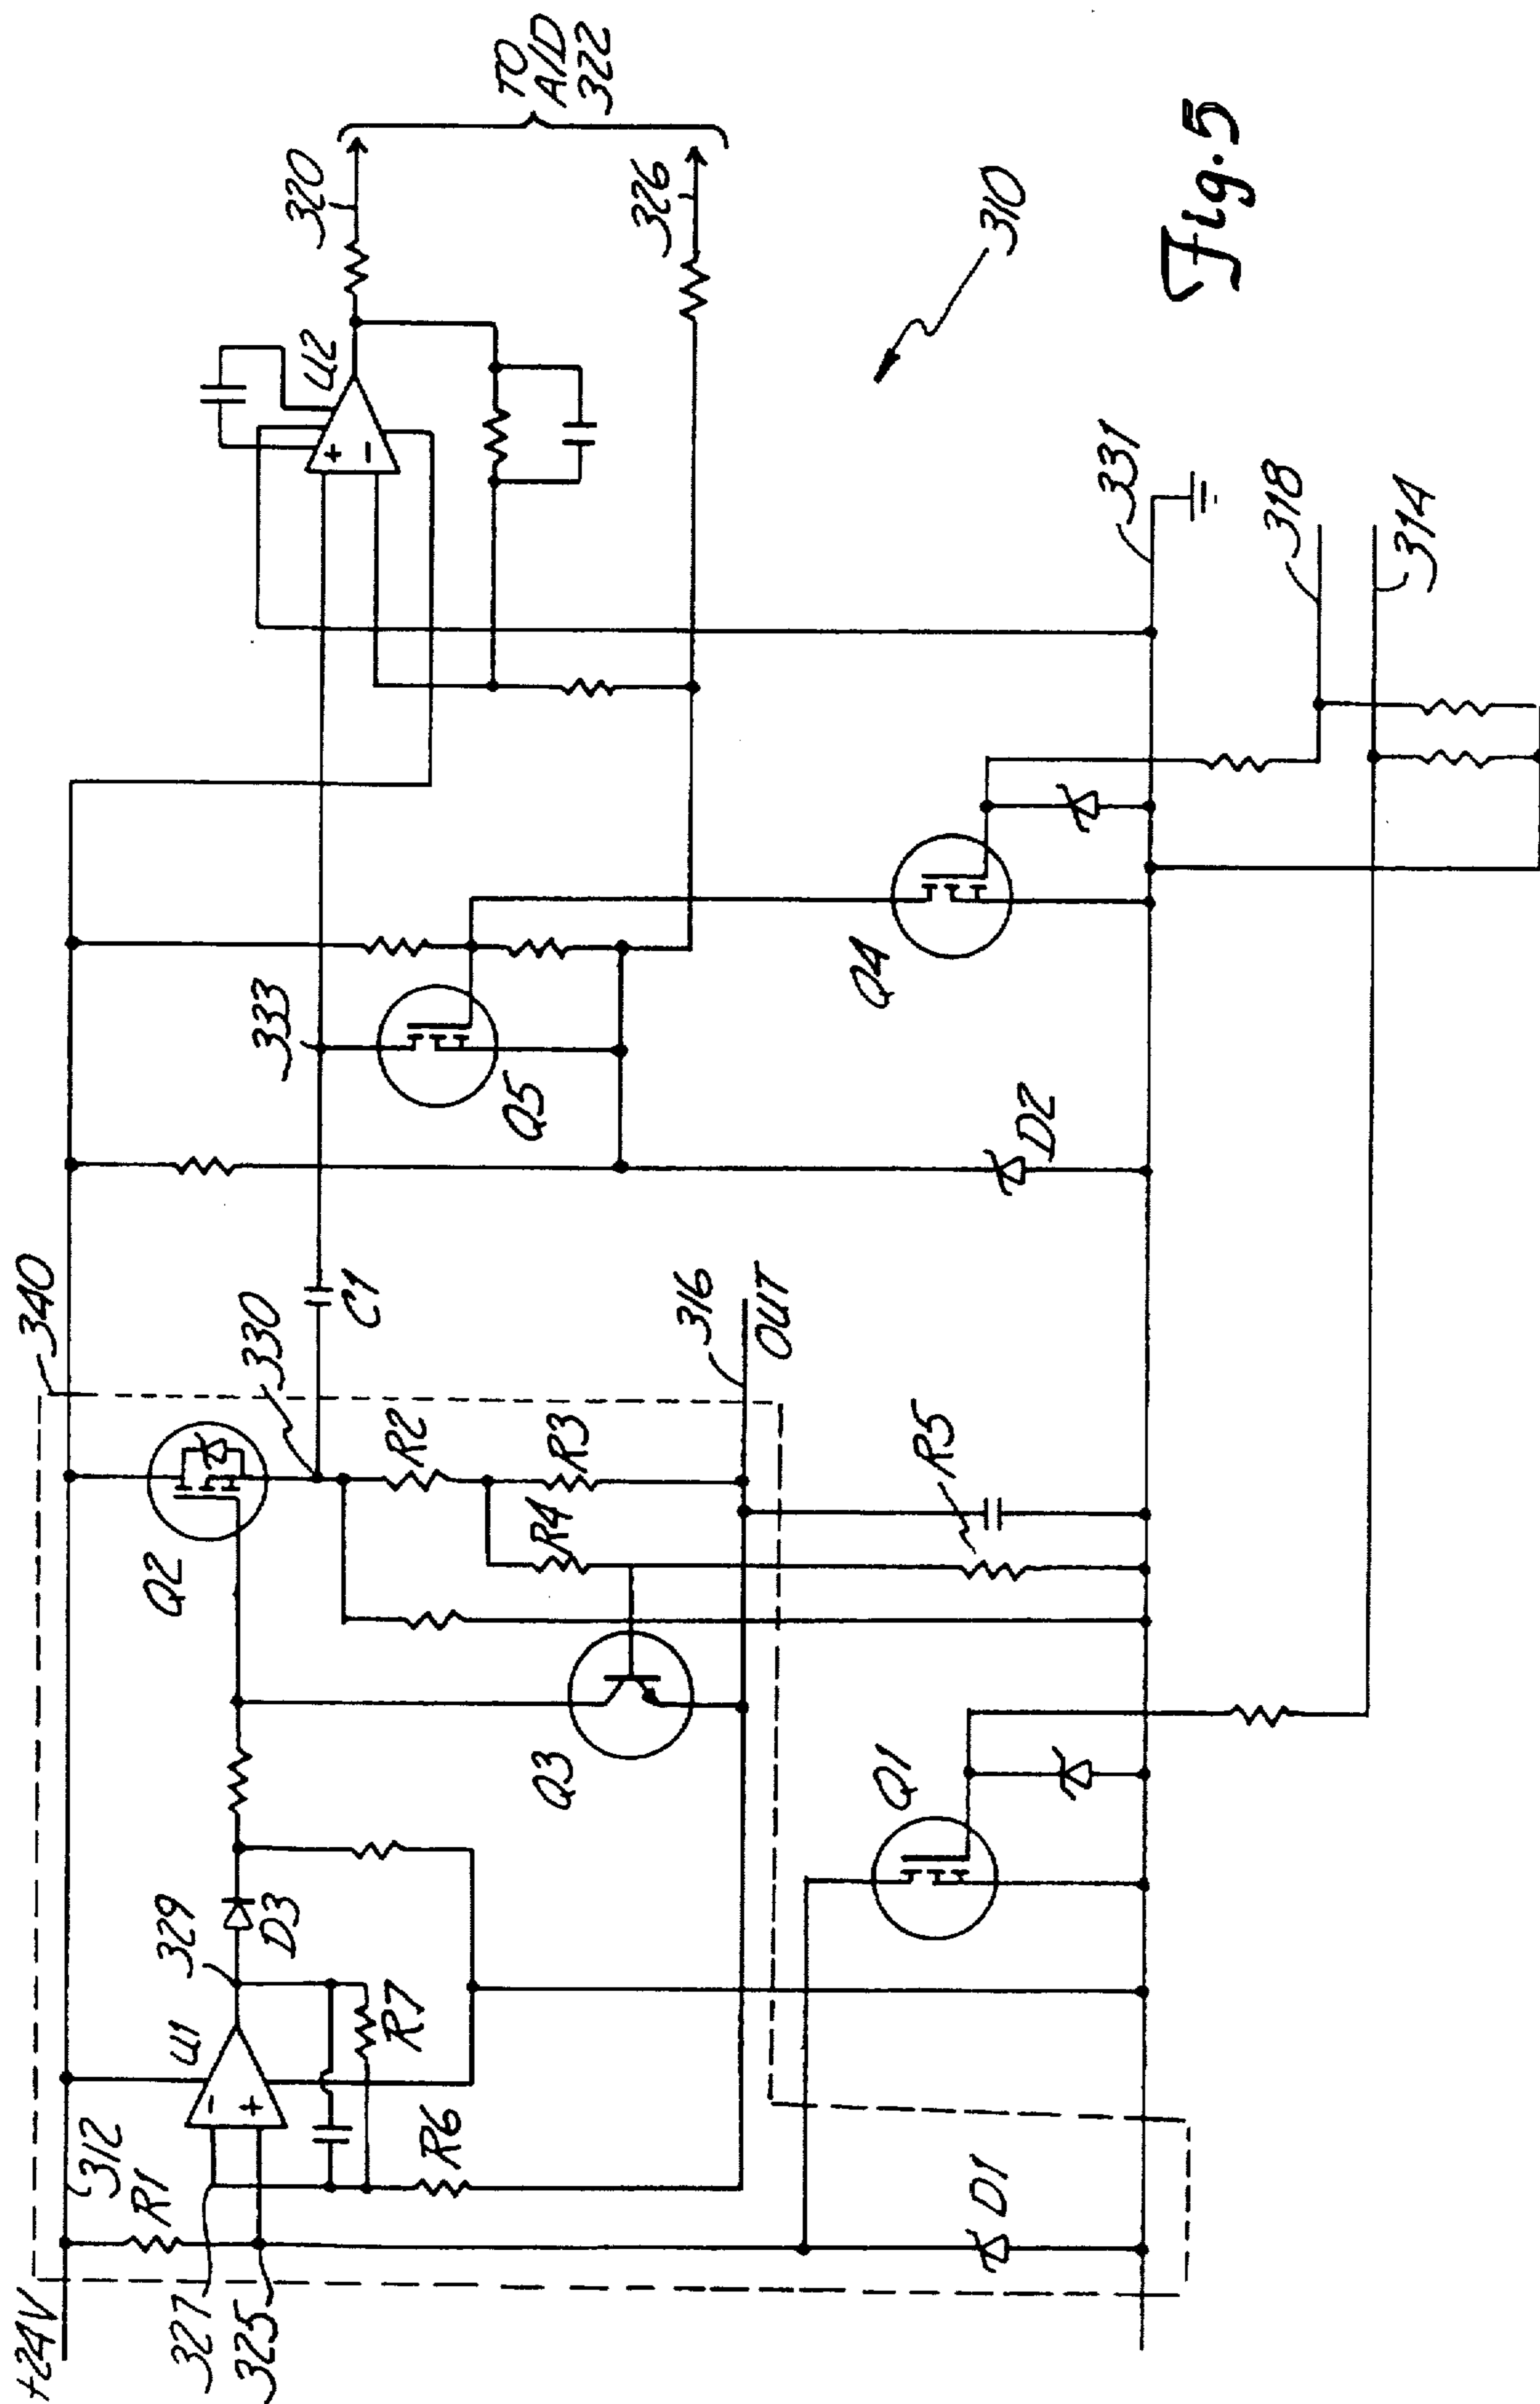 +24V
312
R1
327
325
U1
-
+
329
D3
R7
R6
D1
340
Q2
330
C1
R2
R3
R4
R5
Q3
316
OUT
Q1
333
Q5
D2
Q4
U2
+
-
320
326
TO
A/D
322
331
318
314
310
Fig. 5